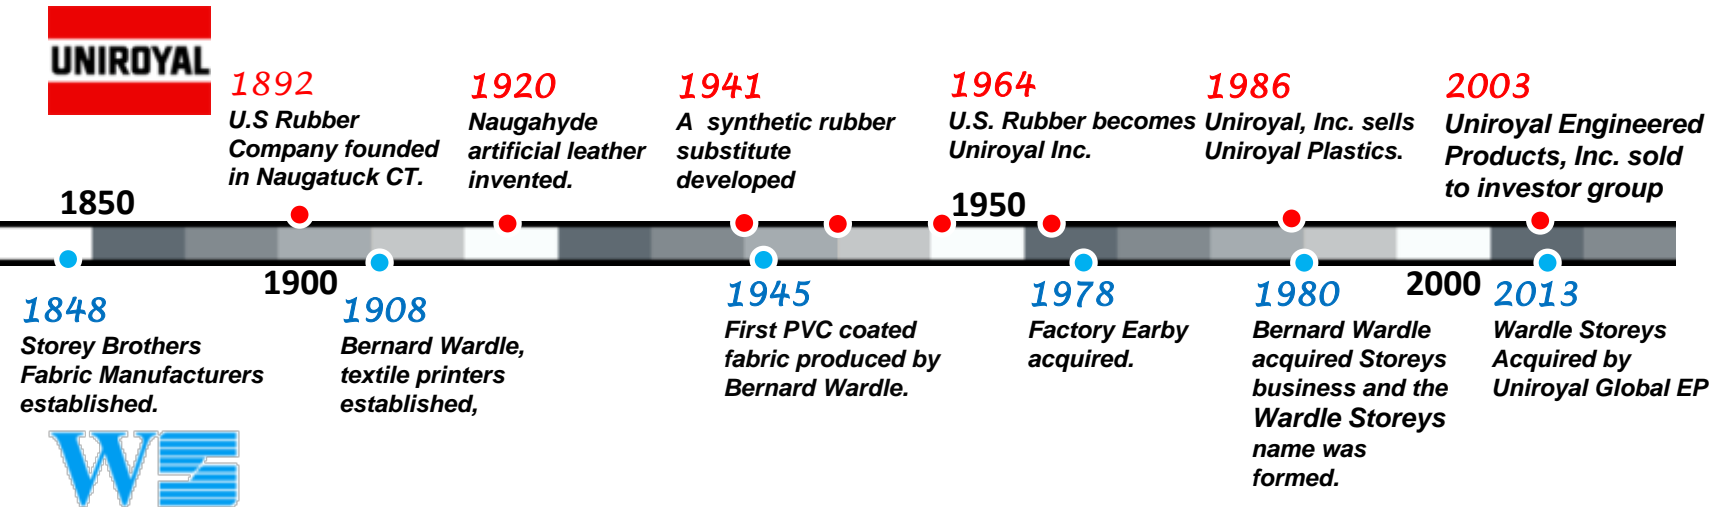 UNIROYAL
1892
U.S Rubber
Company founded
in Naugatuck CT.
1920
Naugahyde
artificial leather
invented.
1941
A  synthetic rubber
substitute
developed
1964
U.S. Rubber becomes
Uniroyal Inc.
1986
Uniroyal, Inc. sells
Uniroyal Plastics.
2003
Uniroyal Engineered
Products, Inc. sold
to investor group
1850
1950
1900
2000
1848
Storey Brothers
Fabric Manufacturers
established.
1908
Bernard Wardle,
textile printers
established,
1945
First PVC coated
fabric produced by
Bernard Wardle.
1978
Factory Earby
acquired.
1980
Bernard Wardle
acquired Storeys
business and the
Wardle Storeys
name was
formed.
2013
Wardle Storeys
Acquired by
Uniroyal Global EP
WS